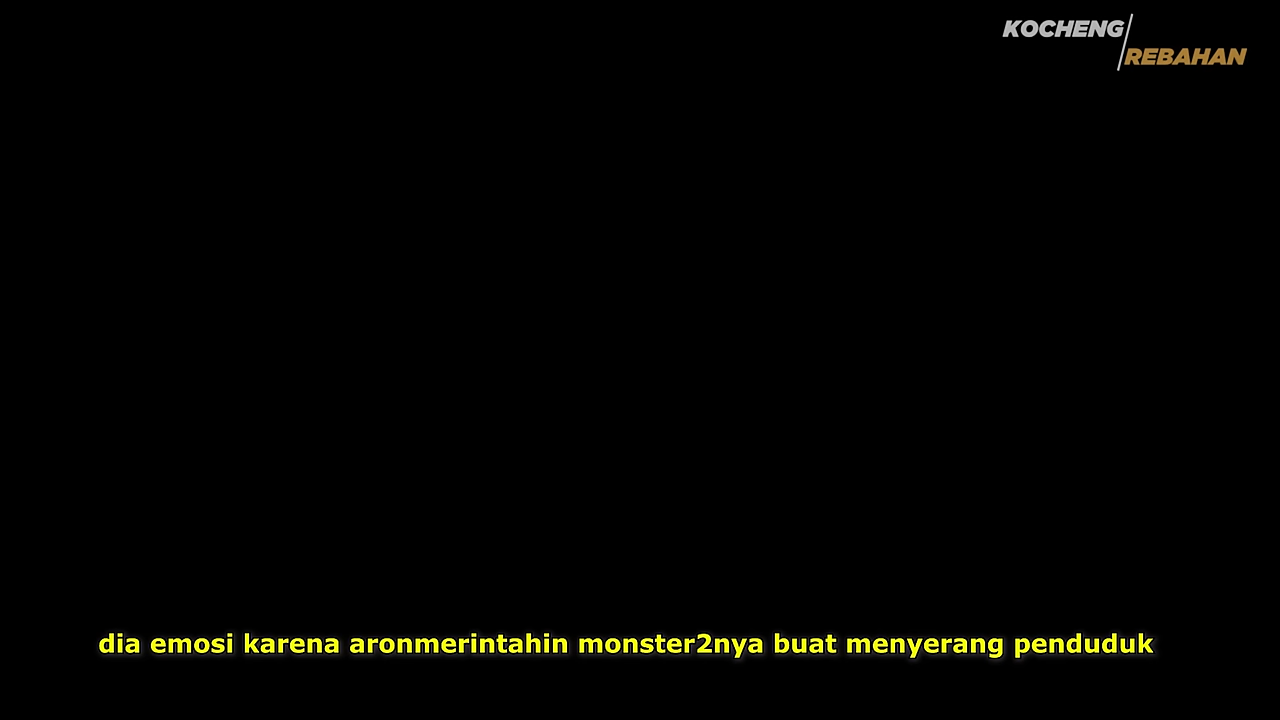 KOCHENG
REBAHAN
dia emosi karena aronmerintahin monster2nya buat menyerang penduduk